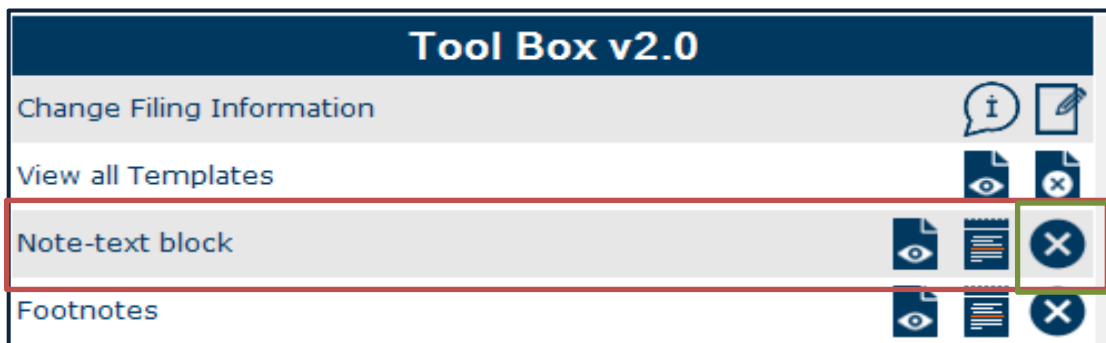 Tool Box v2.0
Change Filing Information
View all Templates
Note-text block
Footnotes